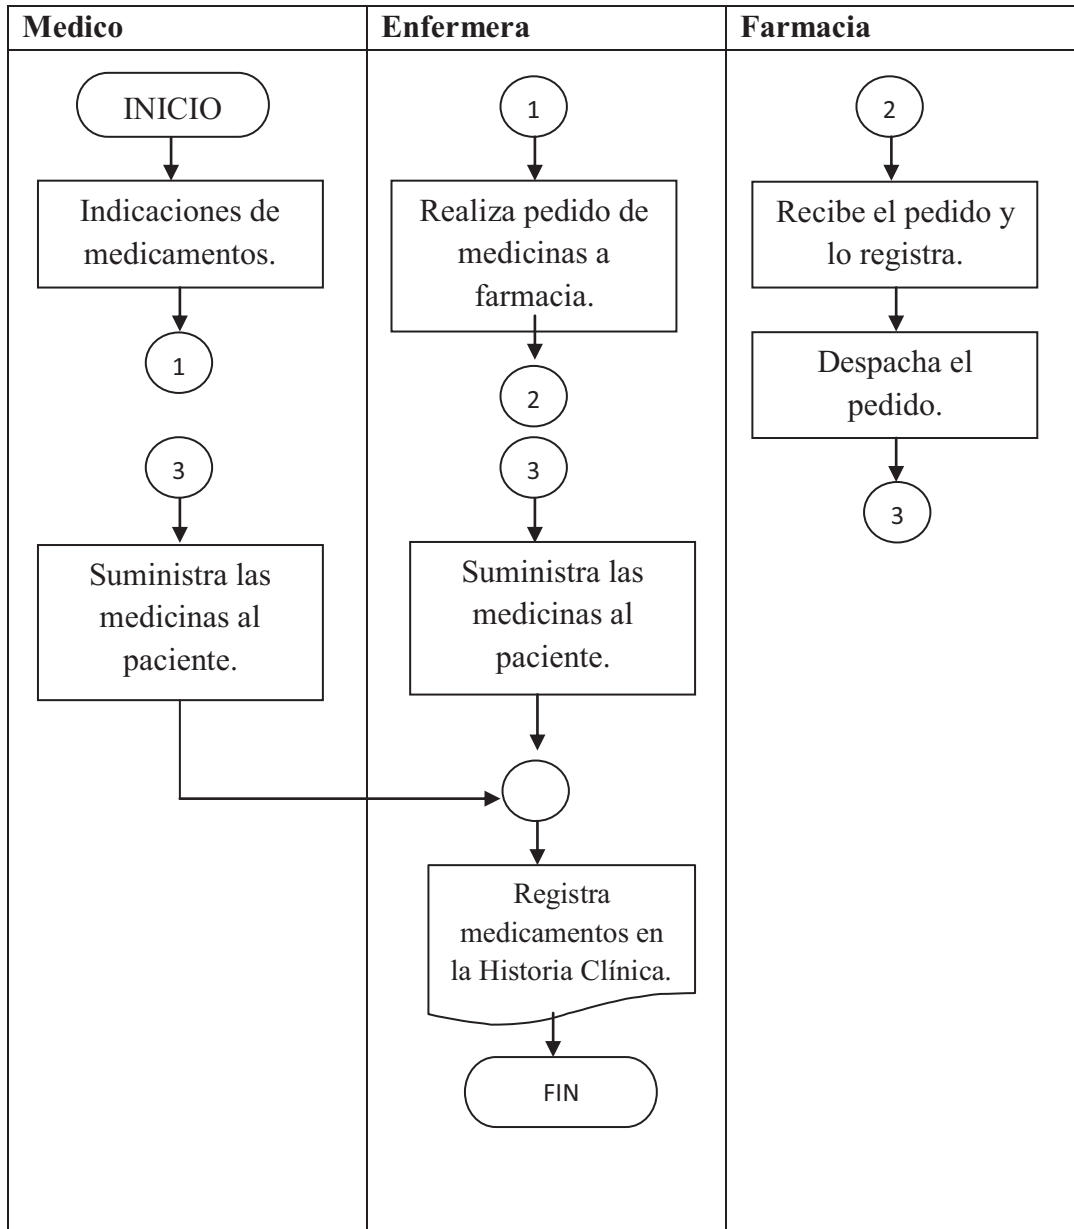 Medico
Enfermera
Farmacia
INICIO
Indicaciones de
medicamentos.
1
3
Suministra las
medicinas al
paciente.
1
Realiza pedido de
medicinas a
farmacia.
2
3
Suministra las
medicinas al
paciente.
Registra
medicamentos en
la Historia Clínica.
FIN
2
Recibe el pedido y
lo registra.
Despacha el
pedido.
3